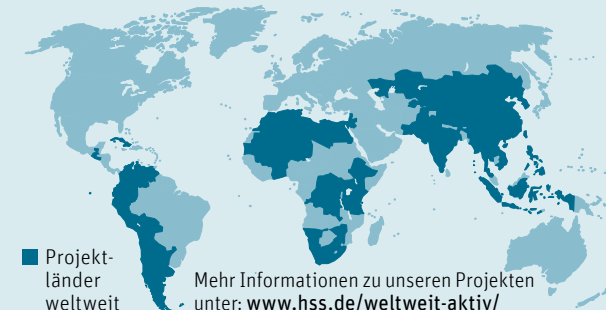 Projekt-
länder
weltweit
Mehr Informationen zu unseren Projekten
unter: www.hss.de/weltweit-aktiv/